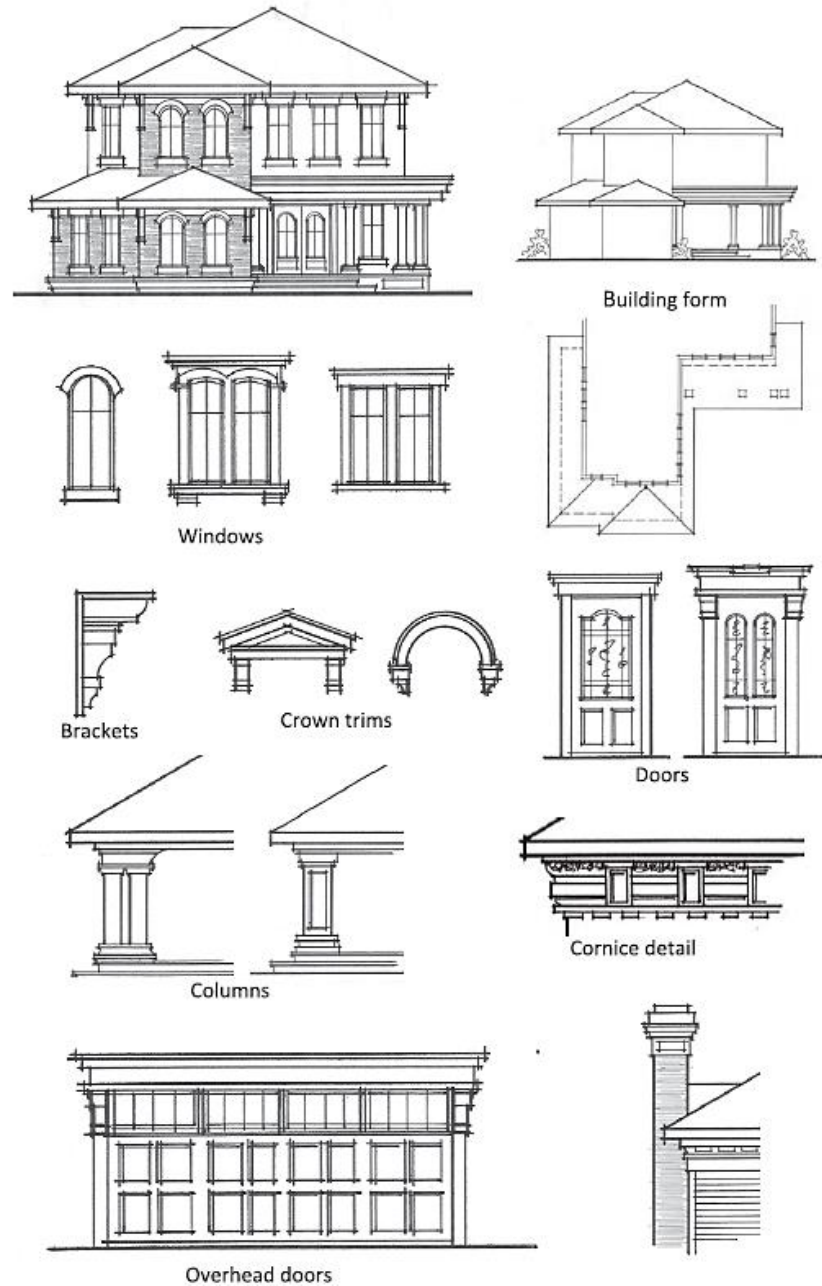 Building form
Windows
Brackets
Crown trims
Doors
Columns
Cornice detail
Overhead doors